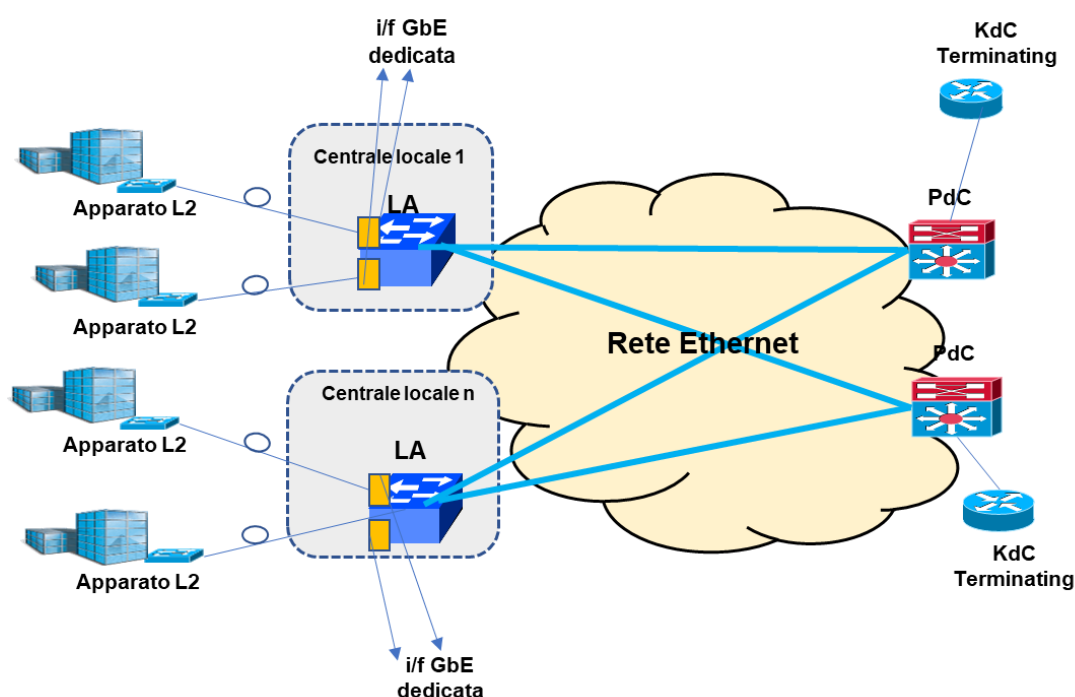 i/f GbE
dedicata
KdC
Terminating
Centrale locale 1
LA
PdC
Apparato L2
Apparato L2
Rete Ethernet
PdC
Centrale locale n
Apparato L2
LA
KdC
Terminating
Apparato L2
i/f GbE
dedicata